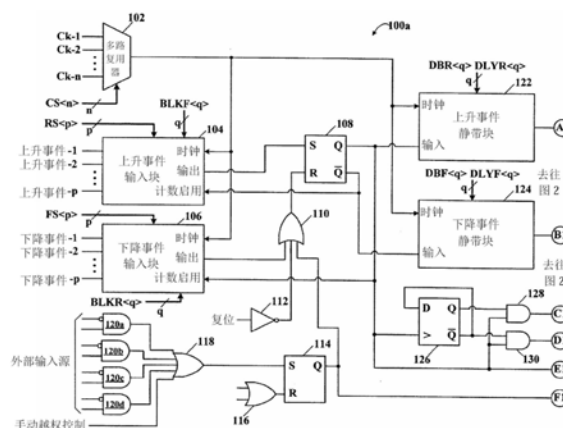 102
100a
Ck-1
Ck-2
Ck-n
多路
复用
器
CS<n>
n
RS<p>
p
BLKF<q>
q
104
上升事件-1
上升事件-2
上升事件-p
上升事件
输入块
时钟
输出
计数启用
108
S Q
R Q
DBR<q> DLYR<q>
q
122
时钟
输入
上升事件
静带块
A
去往
图 2
FS<p>
p
106
下降事件-1
下降事件-2
下降事件-p
下降事件
输入块
时钟
输出
计数启用
BLKR<q>
q
110
DBF<q> DLYF<q>
q
124
时钟
输入
下降事件
静带块
B
去往
图 2
复位
112
D Q
> Q
126
128
130
C
D
E
F
外部输入源
120a
120b
120c
120d
118
114
S Q
R
116
手动越权控制